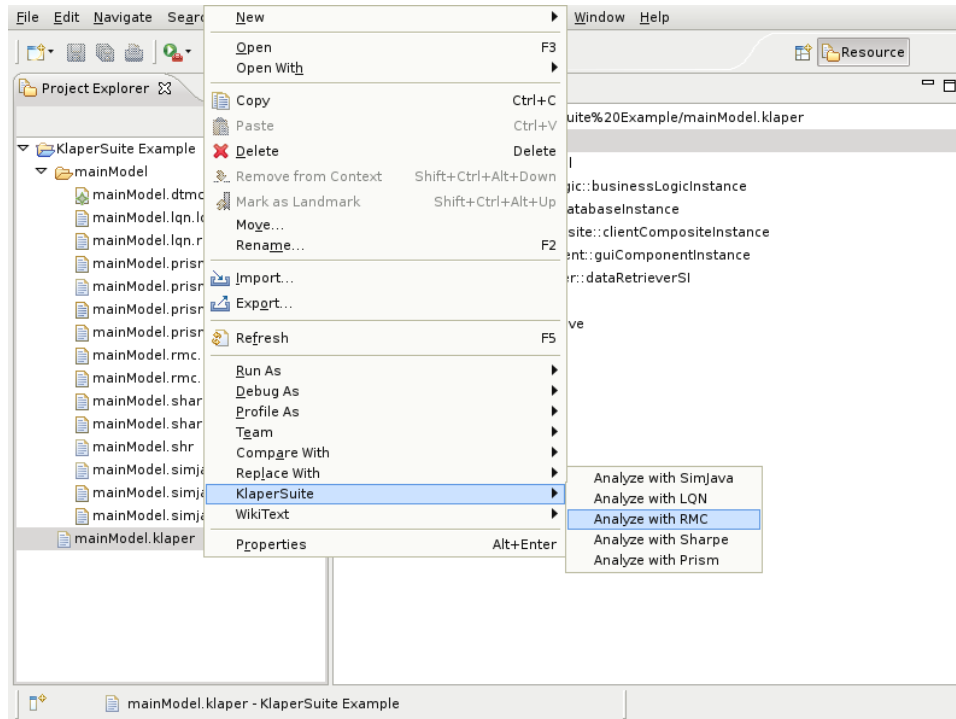 File Edit Navigate Sear
Window Help
Resource
Project Explorer
KlaperSuite Example
mainModel
mainModel.dtmc
mainModel.lqn.l
mainModel.lqn.r
mainModel.prisr
mainModel.prisr
mainModel.prisr
mainModel.prisr
mainModel.rmc.
mainModel.rmc.
mainModel.shar
mainModel.shar
mainModel.shr
mainModel.simja
mainModel.simja
mainModel.simja
mainModel.klaper
New
Open F3
Open With
Copy Ctrl+C
Paste Ctrl+V
Delete Delete
Remove from Context Shift+Ctrl+Alt+Down
Mark as Landmark Shift+Ctrl+Alt+Up
Move...
Rename... F2
Import...
Export...
Refresh F5
Run As
Debug As
Profile As
Team
Compare With
Replace With
KlaperSuite
WikiText
Properties Alt+Enter
uite%20Example/mainModel.klaper
gic::businessLogicInstance
atabaseInstance
site::clientCompositeInstance
ent::guiComponentInstance
er::dataRetrieverSI
ve
Analyze with SimJava
Analyze with LQN
Analyze with RMC
Analyze with Sharpe
Analyze with Prism
mainModel.klaper - KlaperSuite Example